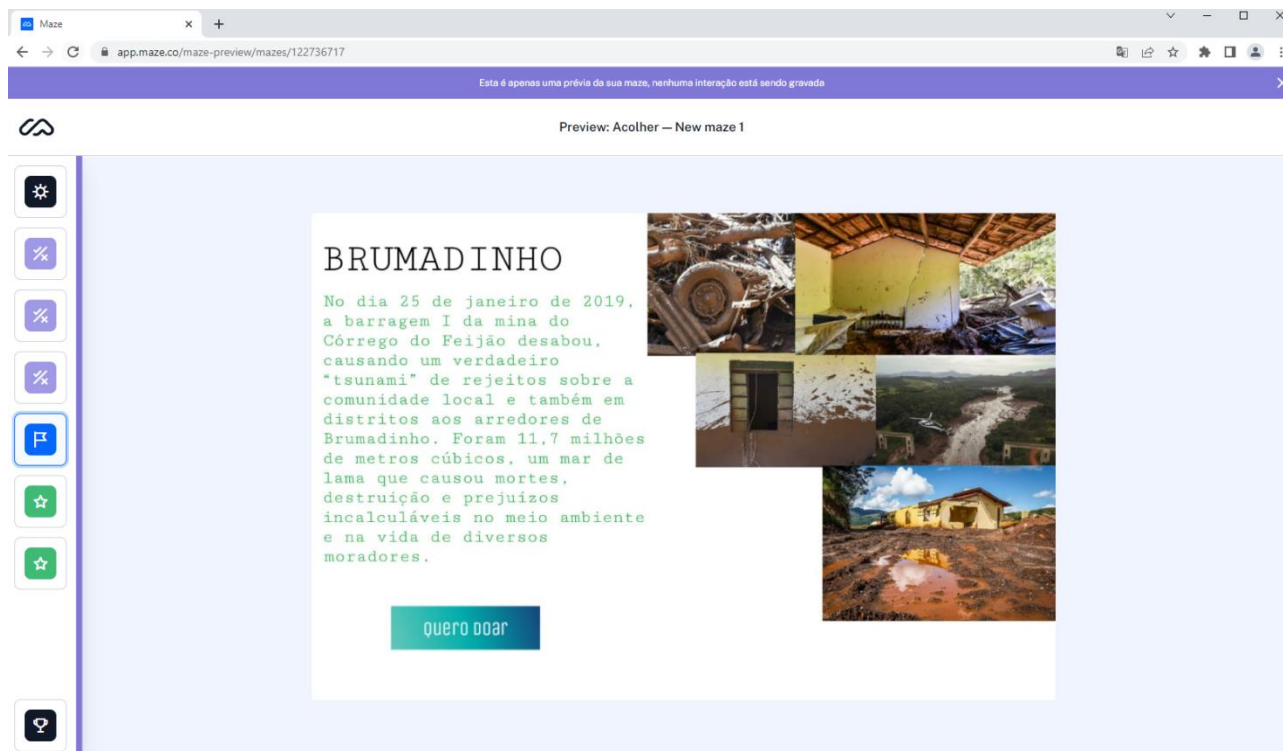 Maze
app.maze.co/maze-preview/mazes/122736717
Esta é apenas uma prévia da sua maze, nenhuma interação está sendo gravada
Preview: Acolher — New maze 1
BRUMADINHO
No dia 25 de janeiro de 2019,
a barragem I da mina do
Córrego do Feijão desabou,
causando um verdadeiro
“tsunami” de rejeitos sobre a
comunidade local e também em
distritos aos arredores de
Brumadinho. Foram 11,7 milhões
de metros cúbicos, um mar de
lama que causou mortes,
destruição e prejuízos
incalculáveis no meio ambiente
e na vida de diversos
moradores.
quero doar